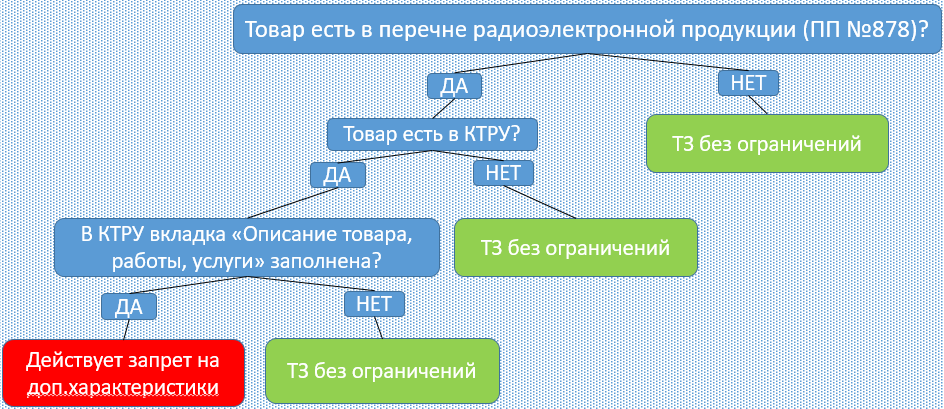 Товар есть в перечне радиоэлектронной продукции (ПП №878)?
ДА
НЕТ
Товар есть в КТРУ?
ТЗ без ограничений
ДА
НЕТ
В КТРУ вкладка «Описание товара,
работы, услуги» заполнена?
ТЗ без ограничений
ДА
НЕТ
Действует запрет на
доп.характеристики
ТЗ без ограничений